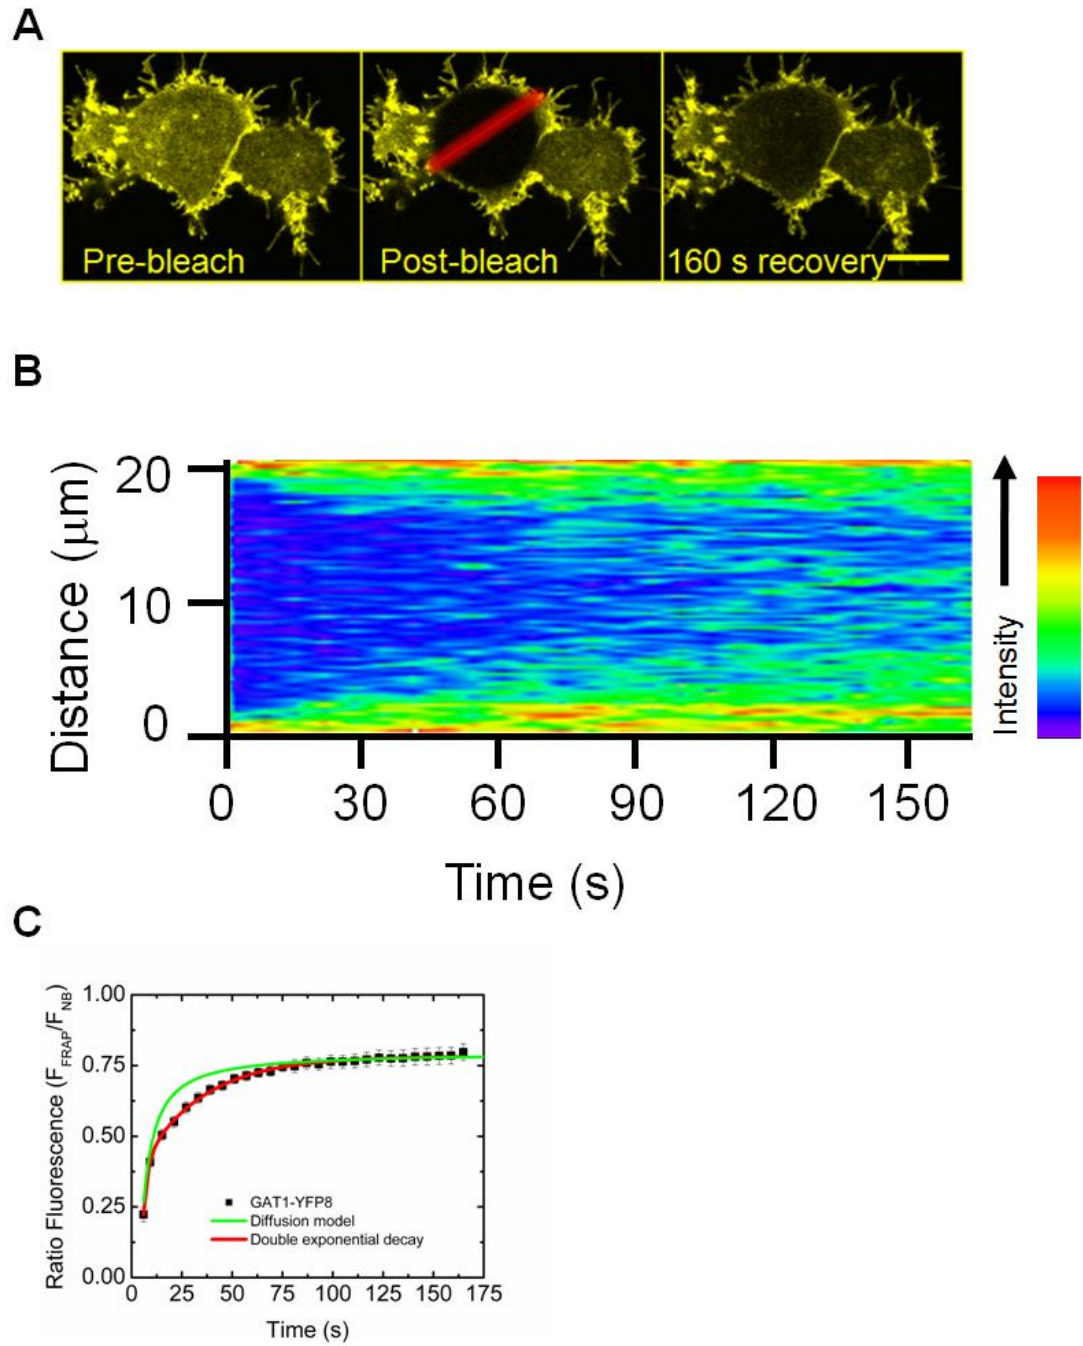 A
Pre-bleach
Post-bleach
160 s recovery
B
Distance (μm)
20
10
0
0 30 60 90 120 150
Time (s)
Intensity
C
Ratio Fluorescence (F_FRAP/F_NB)
1.00
0.75
0.50
0.25
0.00
GAT1-YFP8
Diffusion model
Double exponential decay
0 25 50 75 100 125 150 175
Time (s)